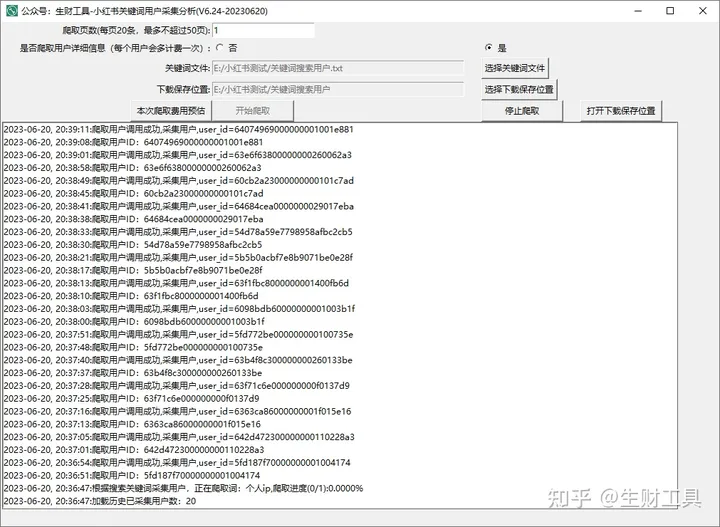 公众号：生财工具-小红书关键词用户采集分析(V6.24-20230620)
爬取页数(每页20条，最多不超过50页): 1
是否爬取用户详细信息（每个用户会多计费一次）: 否 是
关键词文件: E:/小红书测试/关键词搜索用户.txt 选择关键词文件
下载保存位置: E:/小红书测试/关键词搜索用户 选择下载保存位置
本次爬取费用预估 开始爬取 停止爬取 打开下载保存位置
2023-06-20, 20:39:11:爬取用户调用成功,采集用户,user_id=64074969000000001001e881
2023-06-20, 20:39:08:爬取用户ID：64074969000000001001e881
2023-06-20, 20:39:01:爬取用户调用成功,采集用户,user_id=63e6f63800000000260062a3
2023-06-20, 20:38:58:爬取用户ID：63e6f63800000000260062a3
2023-06-20, 20:38:49:爬取用户调用成功,采集用户,user_id=60cb2a23000000000101c7ad
2023-06-20, 20:38:45:爬取用户ID：60cb2a23000000000101c7ad
2023-06-20, 20:38:41:爬取用户调用成功,采集用户,user_id=64684cea0000000029017eba
2023-06-20, 20:38:38:爬取用户ID：64684cea0000000029017eba
2023-06-20, 20:38:33:爬取用户调用成功,采集用户,user_id=54d78a59e7798958afbc2cb5
2023-06-20, 20:38:30:爬取用户ID：54d78a59e7798958afbc2cb5
2023-06-20, 20:38:21:爬取用户调用成功,采集用户,user_id=5b5b0acbf7e8b9071be0e28f
2023-06-20, 20:38:17:爬取用户ID：5b5b0acbf7e8b9071be0e28f
2023-06-20, 20:38:13:爬取用户调用成功,采集用户,user_id=63f1fbc8000000001400fb6d
2023-06-20, 20:38:10:爬取用户ID：63f1fbc8000000001400fb6d
2023-06-20, 20:38:03:爬取用户调用成功,采集用户,user_id=6098bdb60000000001003b1f
2023-06-20, 20:38:00:爬取用户ID：6098bdb60000000001003b1f
2023-06-20, 20:37:51:爬取用户调用成功,采集用户,user_id=5fd772be000000000100735e
2023-06-20, 20:37:48:爬取用户ID：5fd772be000000000100735e
2023-06-20, 20:37:40:爬取用户调用成功,采集用户,user_id=63b4f8c300000000260133be
2023-06-20, 20:37:37:爬取用户ID：63b4f8c300000000260133be
2023-06-20, 20:37:28:爬取用户调用成功,采集用户,user_id=63f71c6e000000000f0137d9
2023-06-20, 20:37:25:爬取用户ID：63f71c6e000000000f0137d9
2023-06-20, 20:37:16:爬取用户调用成功,采集用户,user_id=6363ca86000000001f015e16
2023-06-20, 20:37:13:爬取用户ID：6363ca86000000001f015e16
2023-06-20, 20:37:05:爬取用户调用成功,采集用户,user_id=642d472300000000110228a3
2023-06-20, 20:37:01:爬取用户ID：642d472300000000110228a3
2023-06-20, 20:36:54:爬取用户调用成功,采集用户,user_id=5fd187f70000000001004174
2023-06-20, 20:36:51:爬取用户ID：5fd187f70000000001004174
2023-06-20, 20:36:47:根据搜索关键词采集用户，正在爬取词：个人ip,爬取进度(0/1):0.0000%
2023-06-20, 20:36:47:加载历史已采集用户数：20
知乎 @生财工具